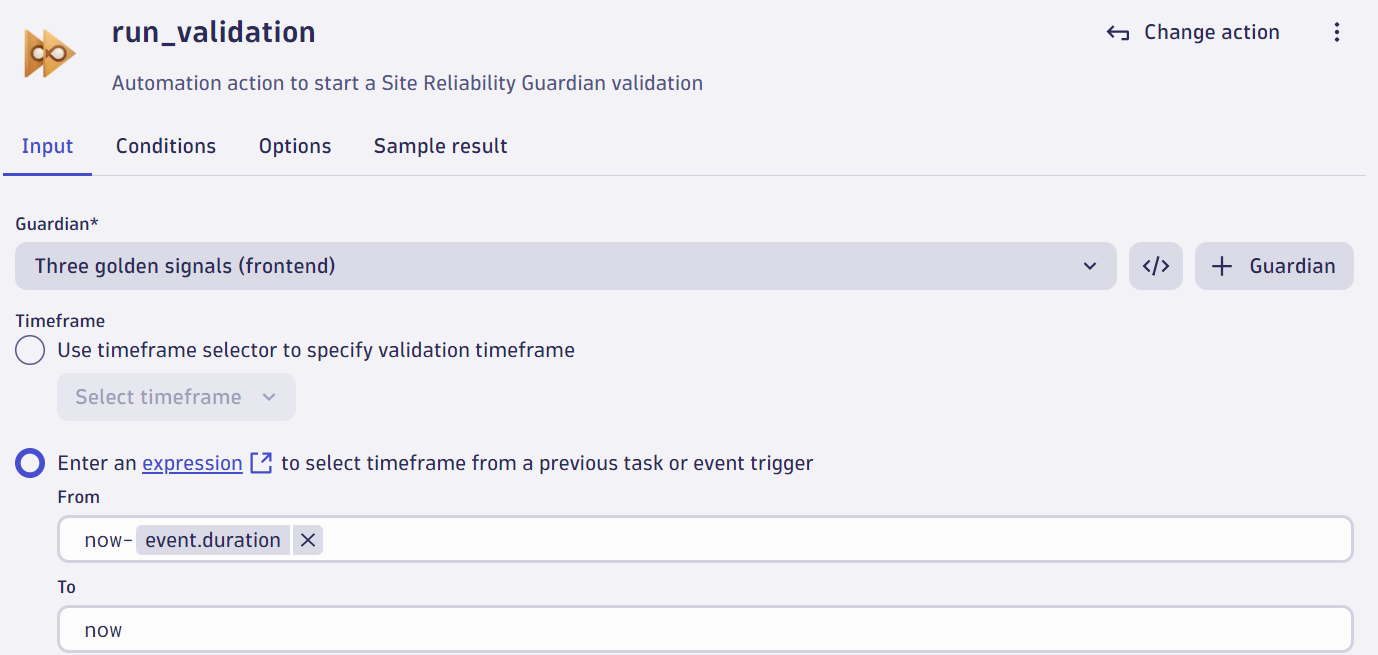 run_validation
Change action
Automation action to start a Site Reliability Guardian validation
Input Conditions Options Sample result
Guardian*
Three golden signals (frontend)
</> + Guardian
Timeframe
Use timeframe selector to specify validation timeframe
Select timeframe
Enter an expression to select timeframe from a previous task or event trigger
From
now-event.duration
To
now